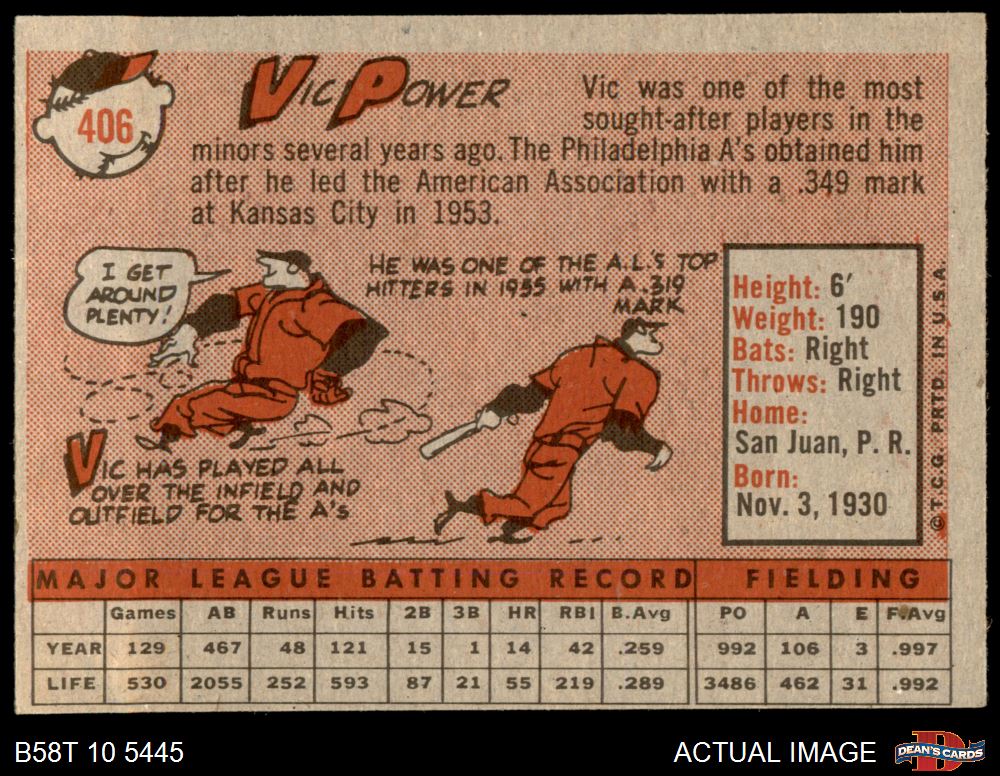 406
Vic Power
Vic was one of the most
sought-after players in the
minors several years ago. The Philadelphia A's obtained him
after he led the American Association with a .349 mark
at Kansas City in 1953.
I GET
AROUND
PLENTY!
HE WAS ONE OF THE A.L.'S TOP
HITTERS IN 1955 WITH A .319
MARK
VIC HAS PLAYED ALL
OVER THE INFIELD AND
OUTFIELD FOR THE A's
Height: 6'
Weight: 190
Bats: Right
Throws: Right
Home:
San Juan, P. R.
Born:
Nov. 3, 1930
© T.C.G. PRTD. IN U.S.A.
MAJOR LEAGUE BATTING RECORD FIELDING
Games AB Runs Hits 2B 3B HR RBI B.Avg PO A E F.Avg
YEAR 129 467 48 121 15 1 14 42 .259 992 106 3 .997
LIFE 530 2055 252 593 87 21 55 219 .289 3486 462 31 .992
B58T 10 5445
ACTUAL IMAGE
DEAN'S CARDS